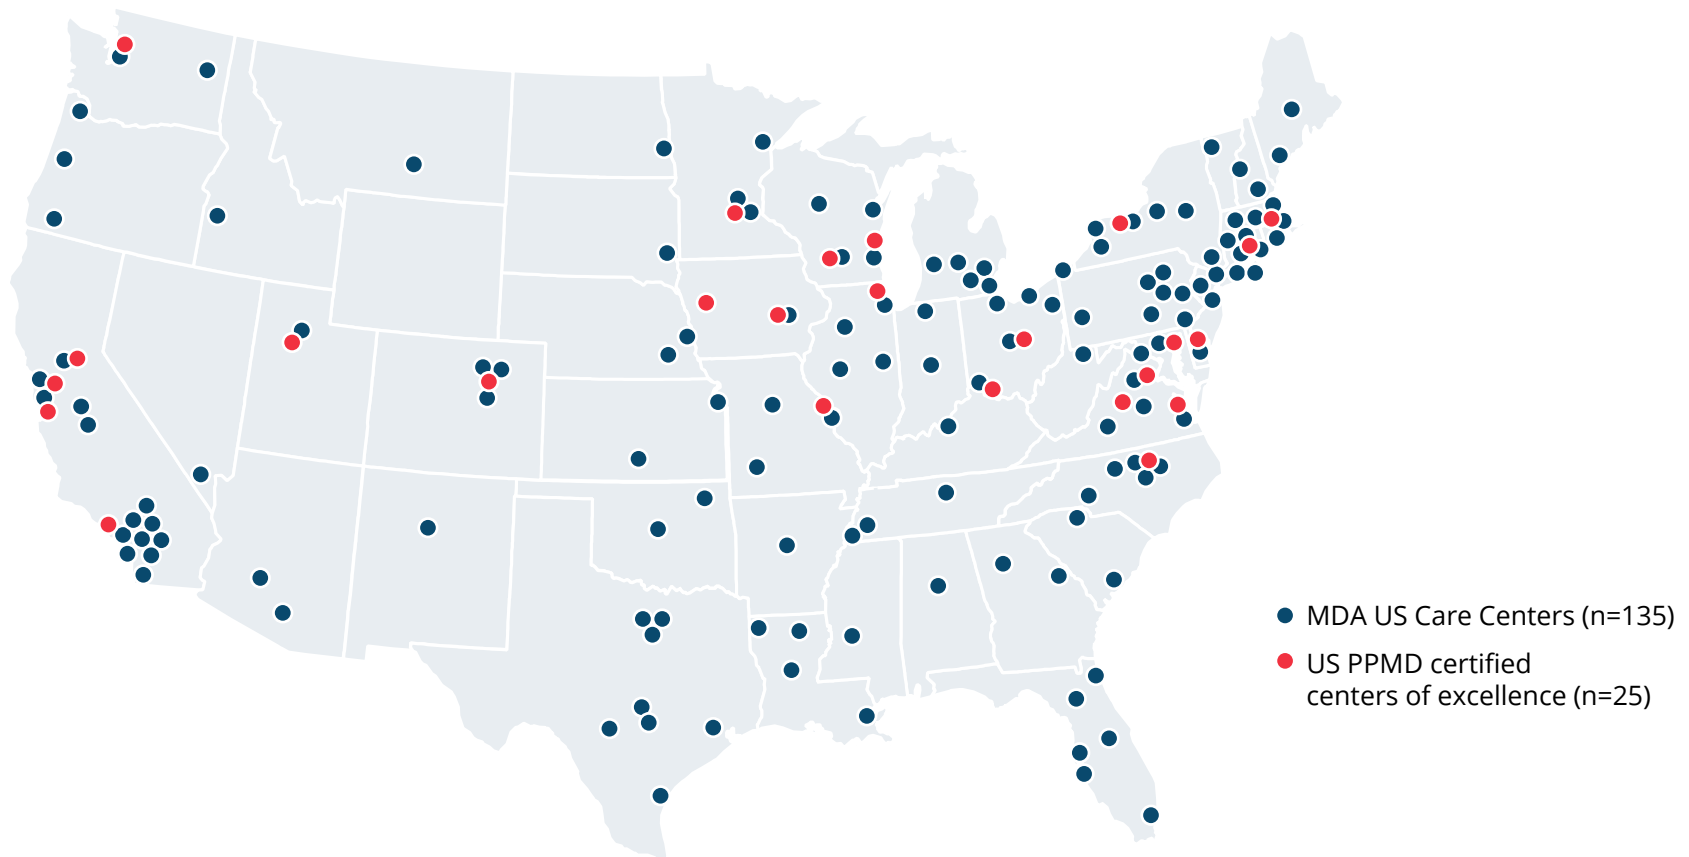 MDA US Care Centers (n=135)
US PPMD certified
centers of excellence (n=25)